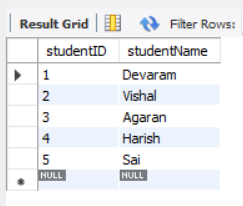 Result Grid Filter Rows:
studentID studentName
1 Devaram
2 Vishal
3 Agaran
4 Harish
5 Sai
NULL NULL